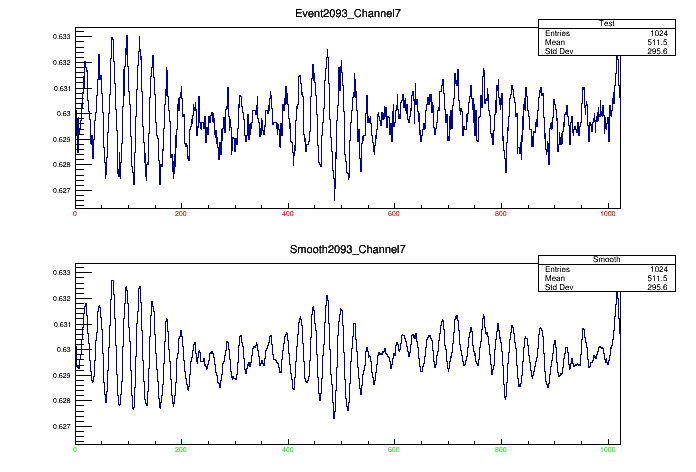 Event2093_Channel7
Test
Entries 1024
Mean 511.5
Std Dev 295.6
0.633
0.632
0.631
0.63
0.629
0.628
0.627
0 200 400 600 800 1000
Smooth2093_Channel7
Smooth
Entries 1024
Mean 511.5
Std Dev 295.6
0.633
0.632
0.631
0.63
0.629
0.628
0.627
0 200 400 600 800 1000